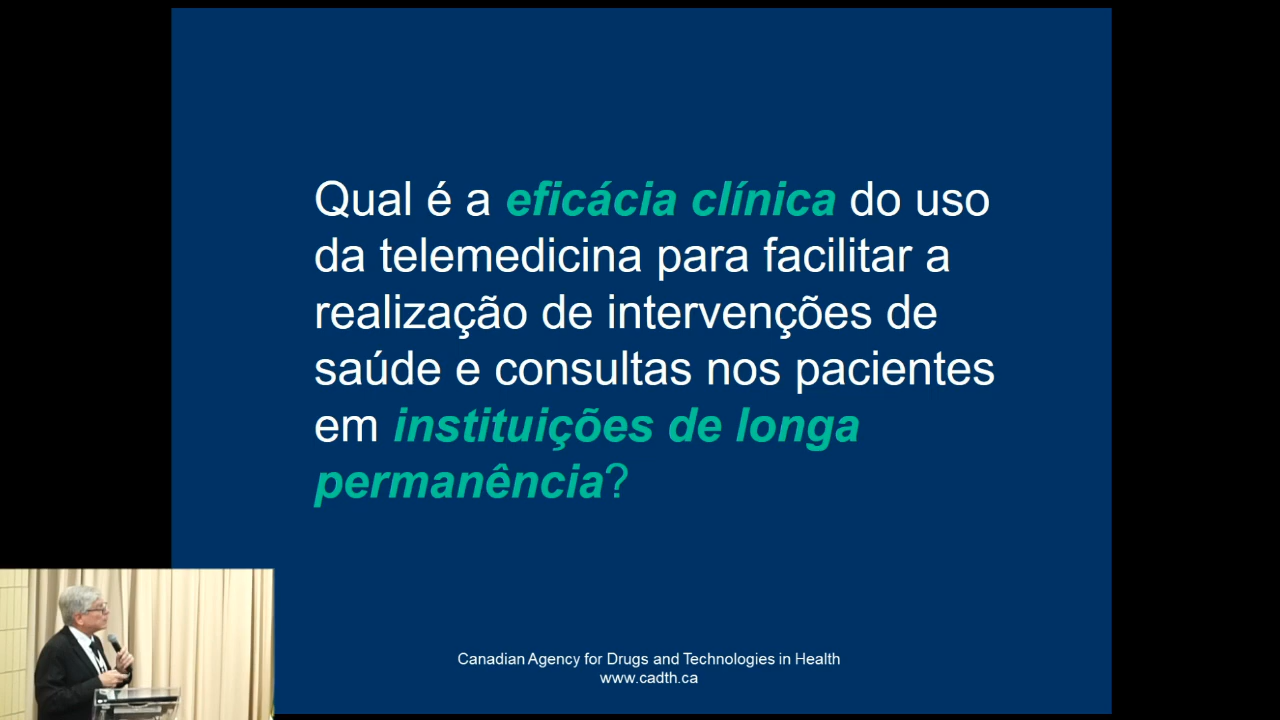 Qual é a eficácia clínica do uso
da telemedicina para facilitar a
realização de intervenções de
saúde e consultas nos pacientes
em instituições de longa
permanência?
Canadian Agency for Drugs and Technologies in Health
www.cadth.ca